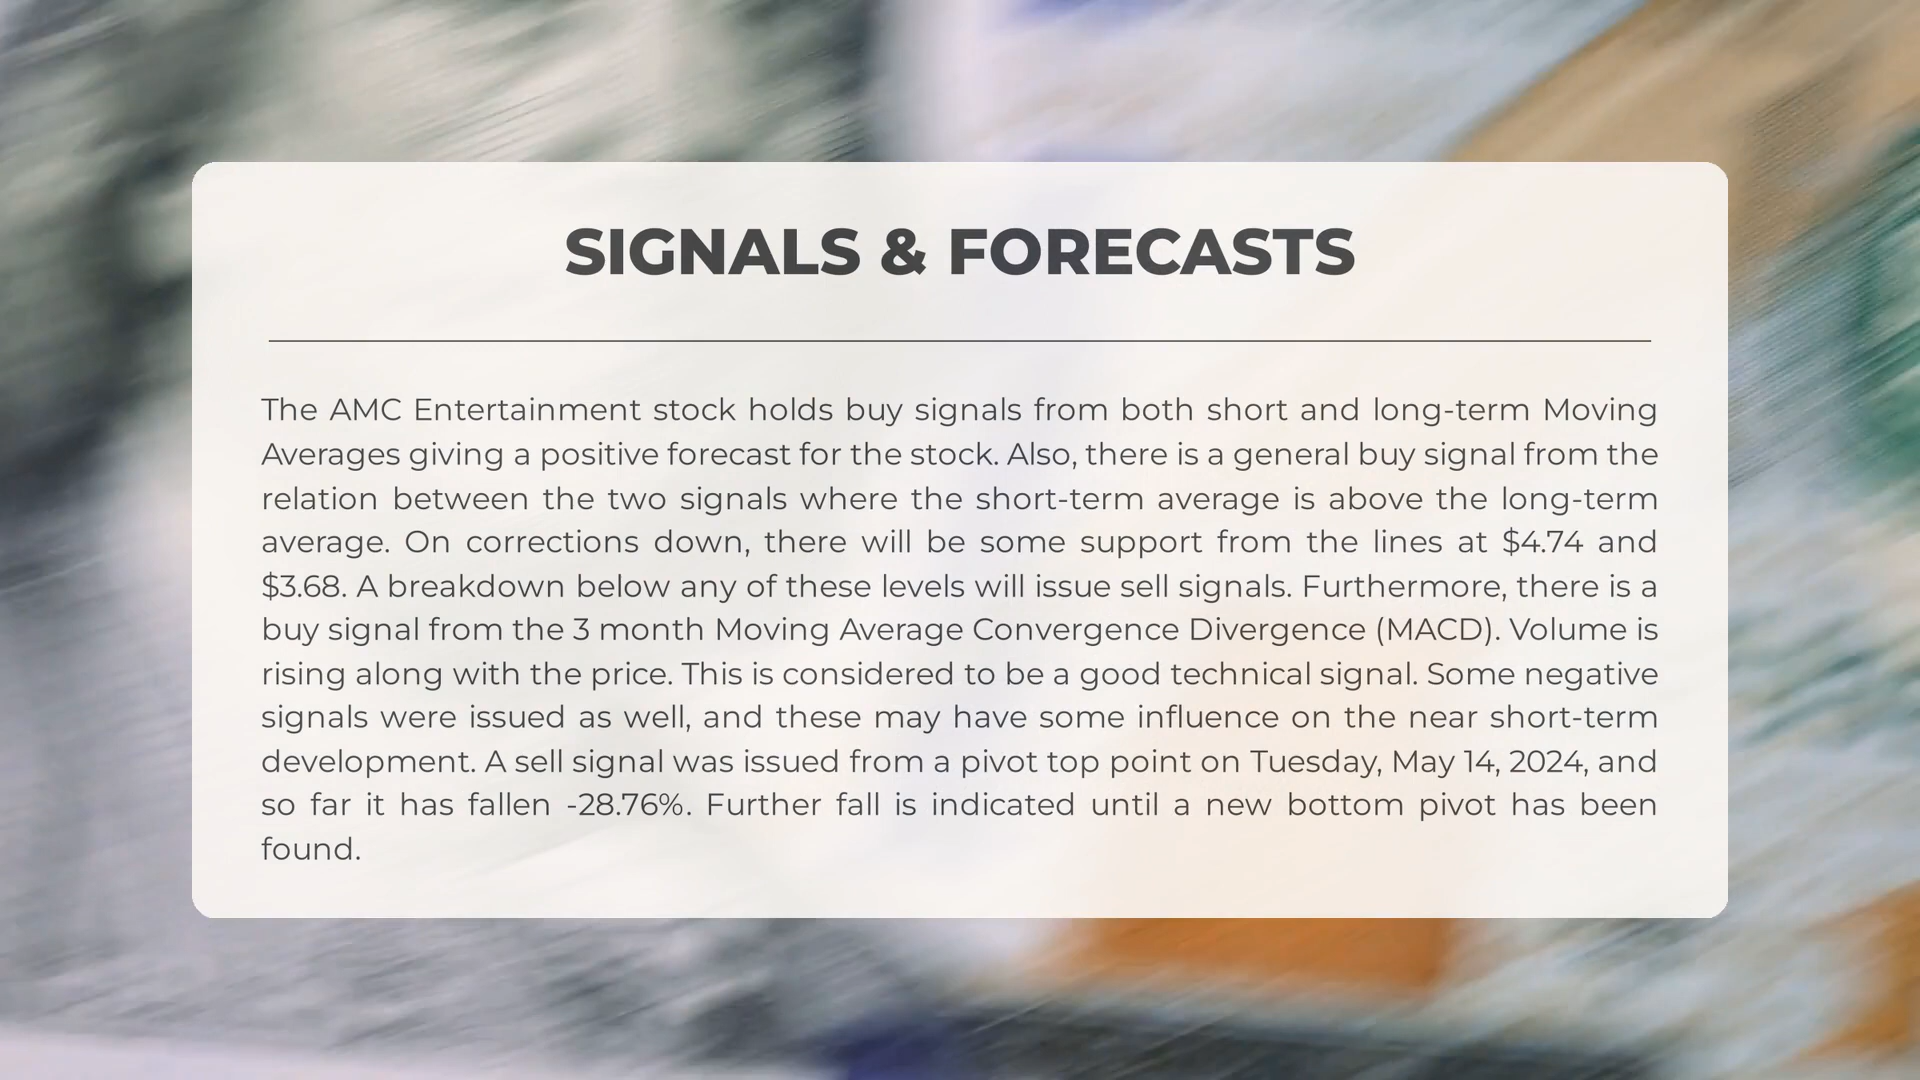 SIGNALS & FORECASTS
The AMC Entertainment stock holds buy signals from both short and long-term Moving
Averages giving a positive forecast for the stock. Also, there is a general buy signal from the
relation between the two signals where the short-term average is above the long-term
average. On corrections down, there will be some support from the lines at $4.74 and
$3.68. A breakdown below any of these levels will issue sell signals. Furthermore, there is a
buy signal from the 3 month Moving Average Convergence Divergence (MACD). Volume is
rising along with the price. This is considered to be a good technical signal. Some negative
signals were issued as well, and these may have some influence on the near short-term
development. A sell signal was issued from a pivot top point on Tuesday, May 14, 2024, and
so far it has fallen -28.76%. Further fall is indicated until a new bottom pivot has been
found.